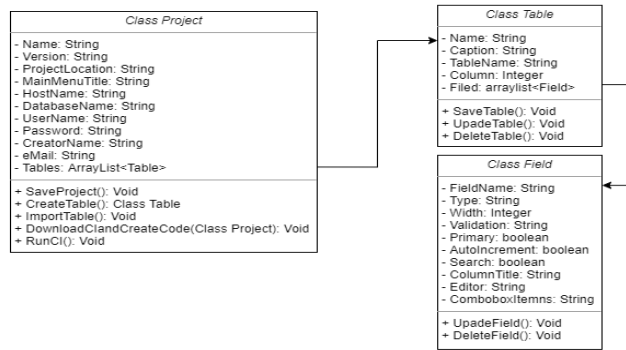 Class Project
- Name: String
- Version: String
- ProjectLocation: String
- MainMenuTitle: String
- HostName: String
- DatabaseName: String
- UserName: String
- Password: String
- CreatorName: String
- eMail: String
- Tables: ArrayList<Table>
+ SaveProject(): Void
+ CreateTable(): Class Table
+ ImportTable(): Void
+ DownloadCIandCreateCode(Class Project): Void
+ RunCI(): Void
Class Table
- Name: String
- Caption: String
- TableName: String
- Column: Integer
- Filed: arraylist<Field>
+ SaveTable(): Void
+ UpadeTable(): Void
+ DeleteTable(): Void
Class Field
- FieldName: String
- Type: String
- Width: Integer
- Validation: String
- Primary: boolean
- AutoIncrement: boolean
- Search: boolean
- ColumnTitle: String
- Editor: String
- ComboboxItemns: String
+ UpadeField(): Void
+ DeleteField(): Void